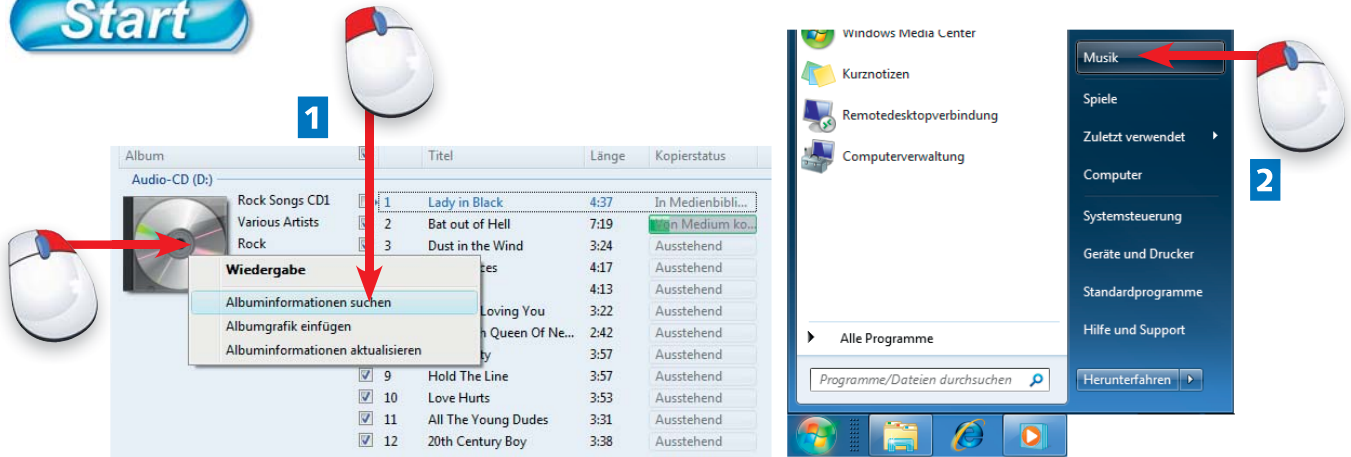 Start
1
Album Titel Länge Kopierstatus
Audio-CD (D:)
Rock Songs CD1 1 Lady in Black 4:37 In Medienbibli...
Various Artists 2 Bat out of Hell 7:19 Von Medium ko...
Rock 3 Dust in the Wind 3:24 Ausstehend
Wiedergabe 4:17 Ausstehend
4:13 Ausstehend
Albuminformationen suchen
Loving You 3:22 Ausstehend
Albumgrafik einfügen Queen Of Ne... 2:42 Ausstehend
Albuminformationen aktualisieren 3:57 Ausstehend
9 Hold The Line 3:57 Ausstehend
10 Love Hurts 3:53 Ausstehend
11 All The Young Dudes 3:31 Ausstehend
12 20th Century Boy 3:38 Ausstehend
Windows Media Center
Kurznotizen
Remotedesktopverbindung
Computerverwaltung
Alle Programme
Programme/Dateien durchsuchen
Musik
Spiele
Zuletzt verwendet
Computer
Systemsteuerung
Geräte und Drucker
Standardprogramme
Hilfe und Support
Herunterfahren
2